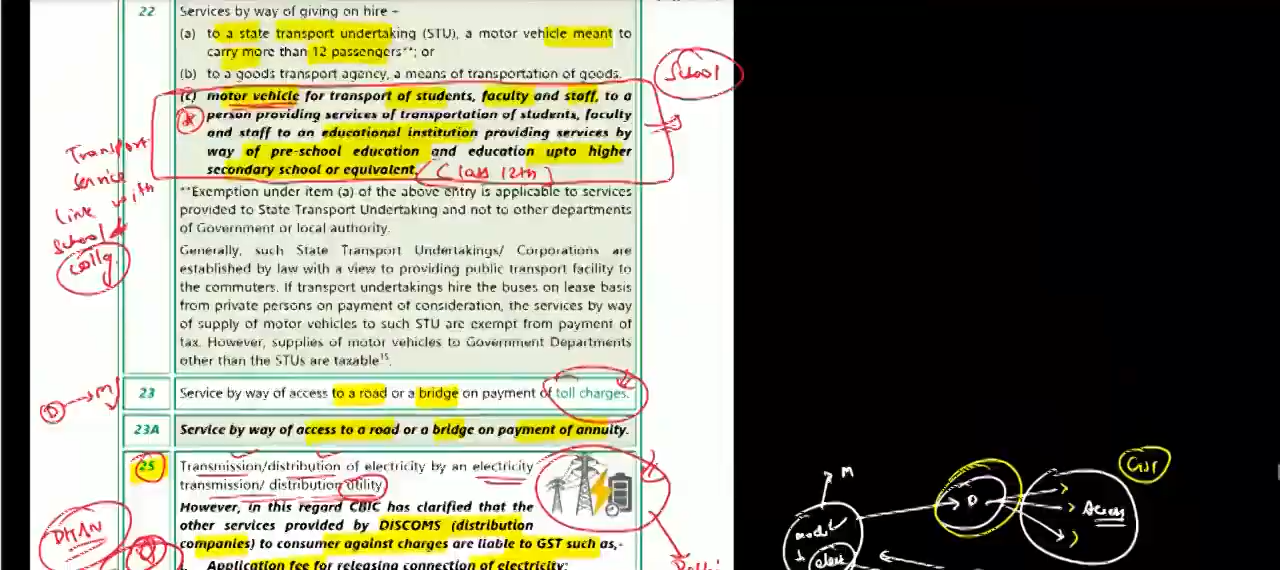 22
Services by way of giving on hire –
(a) to a state transport undertaking (STU), a motor vehicle meant to
carry more than 12 passengers**; or
(b) to a goods transport agency, a means of transportation of goods.
(c) motor vehicle for transport of students, faculty and staff, to a
person providing services of transportation of students, faculty
and staff to an educational institution providing services by
way of pre-school education and education upto higher
secondary school or equivalent.
(Class 12th)
School
Transport
Service
link with
School
Collg.
**Exemption under item (a) of the above entry is applicable to services
provided to State Transport Undertaking and not to other departments
of Government or local authority.
Generally, such State Transport Undertakings/ Corporations are
established by law with a view to providing public transport facility to
the commuters. If transport undertakings hire the buses on lease basis
from private persons on payment of consideration, the services by way
of supply of motor vehicles to such STU are exempt from payment of
tax. However, supplies of motor vehicles to Government Departments
other than the STUs are taxable15.
D → M
23
Service by way of access to a road or a bridge on payment of toll charges.
23A
Service by way of access to a road or a bridge on payment of annuity.
25
Transmission/distribution of electricity by an electricity
transmission/ distribution utility
However, in this regard CBIC has clarified that the
other services provided by DISCOMS (distribution
companies) to consumer against charges are liable to GST such as,-
Application fee for releasing connection of electricity;
M
D
GST